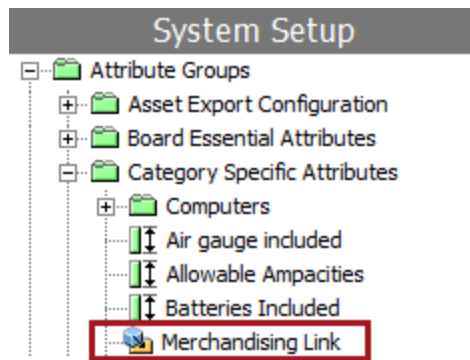 System Setup
Attribute Groups
Asset Export Configuration
Board Essential Attributes
Category Specific Attributes
Computers
Air gauge included
Allowable Ampacities
Batteries Included
Merchandising Link